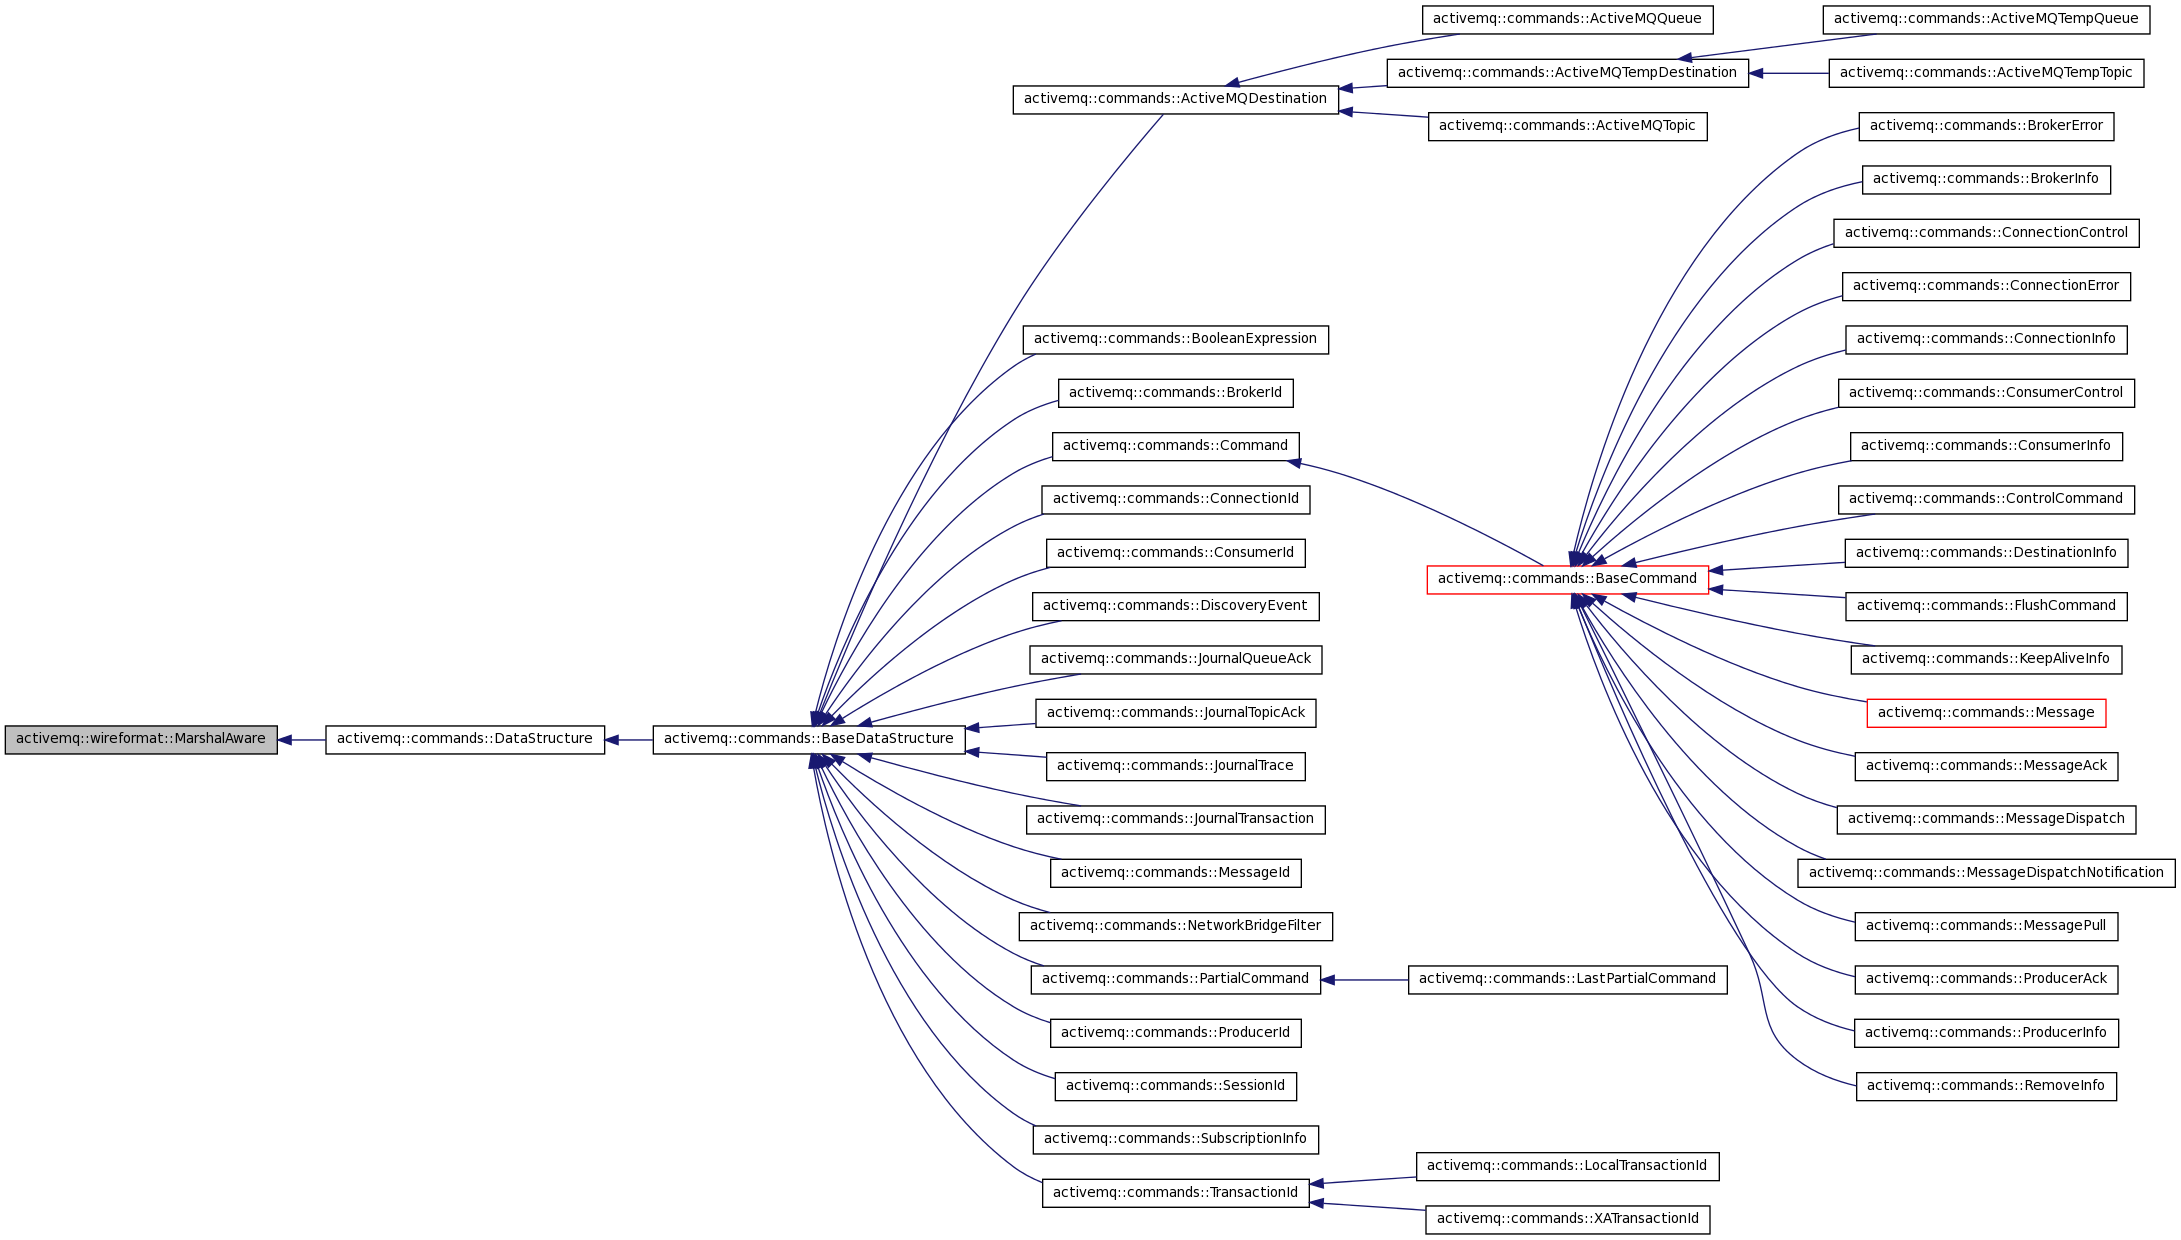 activemq::wireformat::MarshalAware
activemq::commands::DataStructure
activemq::commands::BaseDataStructure
activemq::commands::ActiveMQDestination
activemq::commands::BooleanExpression
activemq::commands::BrokerId
activemq::commands::Command
activemq::commands::ConnectionId
activemq::commands::ConsumerId
activemq::commands::DiscoveryEvent
activemq::commands::JournalQueueAck
activemq::commands::JournalTopicAck
activemq::commands::JournalTrace
activemq::commands::JournalTransaction
activemq::commands::MessageId
activemq::commands::NetworkBridgeFilter
activemq::commands::PartialCommand
activemq::commands::ProducerId
activemq::commands::SessionId
activemq::commands::SubscriptionInfo
activemq::commands::TransactionId
activemq::commands::ActiveMQQueue
activemq::commands::ActiveMQTempDestination
activemq::commands::ActiveMQTopic
activemq::commands::BaseCommand
activemq::commands::LastPartialCommand
activemq::commands::LocalTransactionId
activemq::commands::XATransactionId
activemq::commands::ActiveMQTempQueue
activemq::commands::ActiveMQTempTopic
activemq::commands::BrokerError
activemq::commands::BrokerInfo
activemq::commands::ConnectionControl
activemq::commands::ConnectionError
activemq::commands::ConnectionInfo
activemq::commands::ConsumerControl
activemq::commands::ConsumerInfo
activemq::commands::ControlCommand
activemq::commands::DestinationInfo
activemq::commands::FlushCommand
activemq::commands::KeepAliveInfo
activemq::commands::Message
activemq::commands::MessageAck
activemq::commands::MessageDispatch
activemq::commands::MessageDispatchNotification
activemq::commands::MessagePull
activemq::commands::ProducerAck
activemq::commands::ProducerInfo
activemq::commands::RemoveInfo